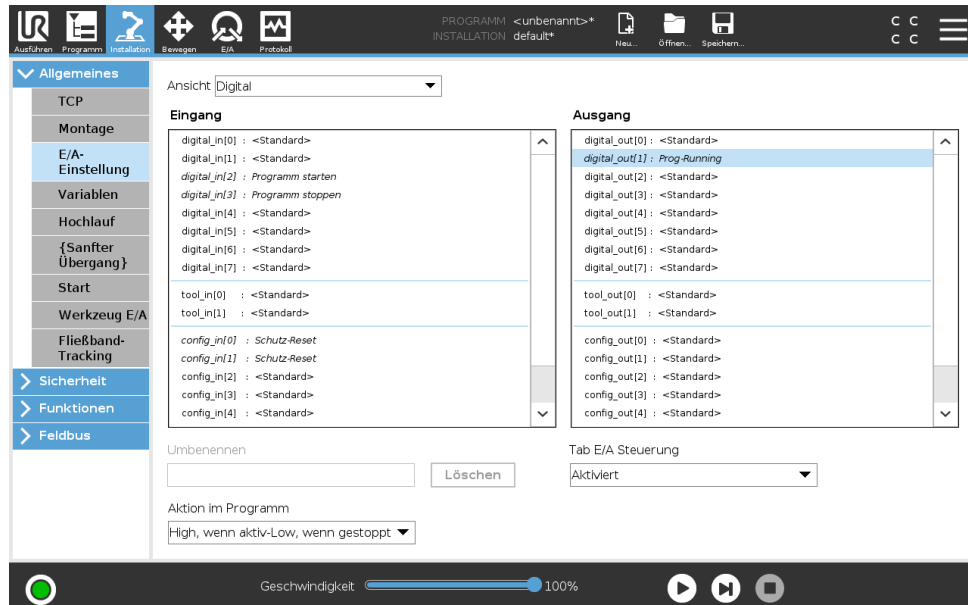 PROGRAMM <unbenannt>*
INSTALLATION default*
UR
Ausführen Programm Installation Bewegen E/A Protokoll
Neu... Öffnen... Speichern...
C C
C C
Allgemeines
TCP
Montage
E/A-
Einstellung
Variablen
Hochlauf
{Sanfter
Übergang}
Start
Werkzeug E/A
Fließband-
Tracking
Sicherheit
Funktionen
Feldbus
Ansicht Digital
Eingang
digital_in[0] : <Standard>
digital_in[1] : <Standard>
digital_in[2] : Programm starten
digital_in[3] : Programm stoppen
digital_in[4] : <Standard>
digital_in[5] : <Standard>
digital_in[6] : <Standard>
digital_in[7] : <Standard>
tool_in[0] : <Standard>
tool_in[1] : <Standard>
config_in[0] : Schutz-Reset
config_in[1] : Schutz-Reset
config_in[2] : <Standard>
config_in[3] : <Standard>
config_in[4] : <Standard>
Ausgang
digital_out[0] : <Standard>
digital_out[1] : Prog-Running
digital_out[2] : <Standard>
digital_out[3] : <Standard>
digital_out[4] : <Standard>
digital_out[5] : <Standard>
digital_out[6] : <Standard>
digital_out[7] : <Standard>
tool_out[0] : <Standard>
tool_out[1] : <Standard>
config_out[0] : <Standard>
config_out[1] : <Standard>
config_out[2] : <Standard>
config_out[3] : <Standard>
config_out[4] : <Standard>
Umbenennen
Löschen
Tab E/A Steuerung
Aktiviert
Aktion im Programm
High, wenn aktiv-Low, wenn gestoppt
Geschwindigkeit 100%